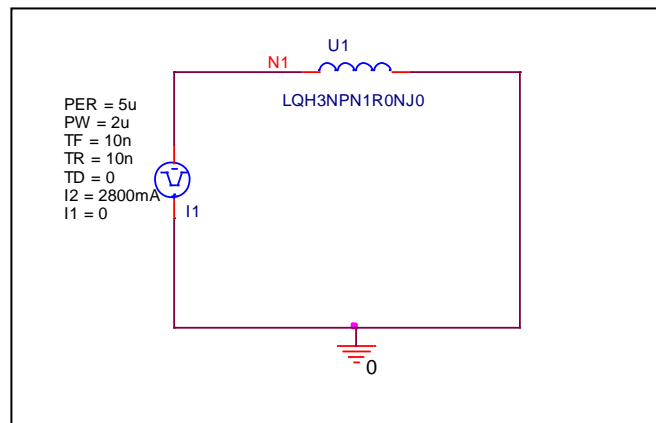 U1
N1
LQH3NPN1R0NJ0
PER = 5u
PW = 2u
TF = 10n
TR = 10n
TD = 0
I2 = 2800mA
I1 = 0
I1
0